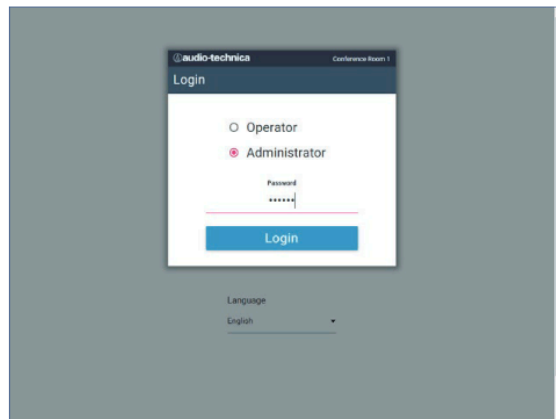 audio-technica Conference Room 1
Login
Operator
Administrator
Password
••••••
Login
Language
English